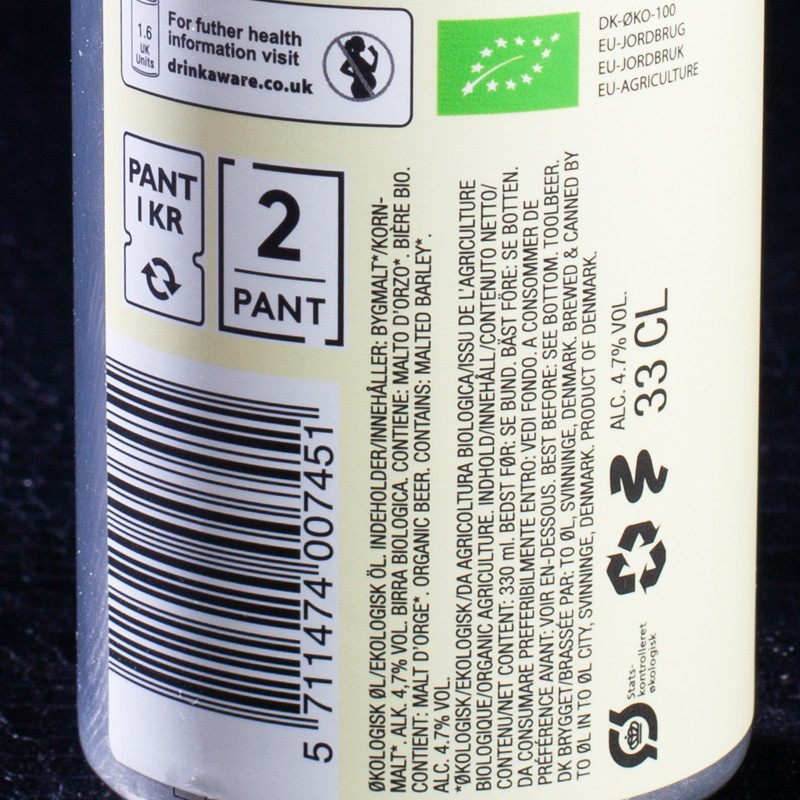 1.6
UK
Units
For futher health
information visit
drinkaware.co.uk
DK-ØKO-100
EU-JORDBRUG
EU-JORDBRUK
EU-AGRICULTURE
PANT
1 KR
2
PANT
5 711474 007451
ØKOLOGISK ØL/EKOLOGISK ÖL. INDEHOLDER/INNEHÅLLER: BYGMALT*/KORN-
MALT*. ALK. 4,7% VOL. BIRRA BIOLOGICA. CONTIENE: MALTO D'ORZO*. BIÈRE BIO.
CONTIENT: MALT D'ORGE*. ORGANIC BEER. CONTAINS: MALTED BARLEY*.
ALC. 4.7% VOL.
*ØKOLOGISK/EKOLOGISK/DA AGRICOLTURA BIOLOGICA/ISSU DE L'AGRICULTURE
BIOLOGIQUE/ORGANIC AGRICULTURE. INDHOLD/INNEHÅLL/CONTENUTO NETTO/
CONTENU/NET CONTENT: 330 ml. BEDST FØR: SE BUND. BÄST FÖRE: SE BOTTEN.
DA CONSUMARE PREFERIBILMENTE ENTRO: VEDI FONDO. A CONSOMMER DE
PRÉFÉRENCE AVANT: VOIR EN-DESSOUS. BEST BEFORE: SEE BOTTOM. TOOLBEER.
DK BRYGGET/BRASSÉE PAR: TO ØL, SVINNINGE, DENMARK. BREWED & CANNED BY
TO ØL IN TO ØL CITY, SVINNINGE, DENMARK. PRODUCT OF DENMARK.
Ø
Stats-
kontrolleret
økologisk
ALC. 4.7% VOL.
33 CL